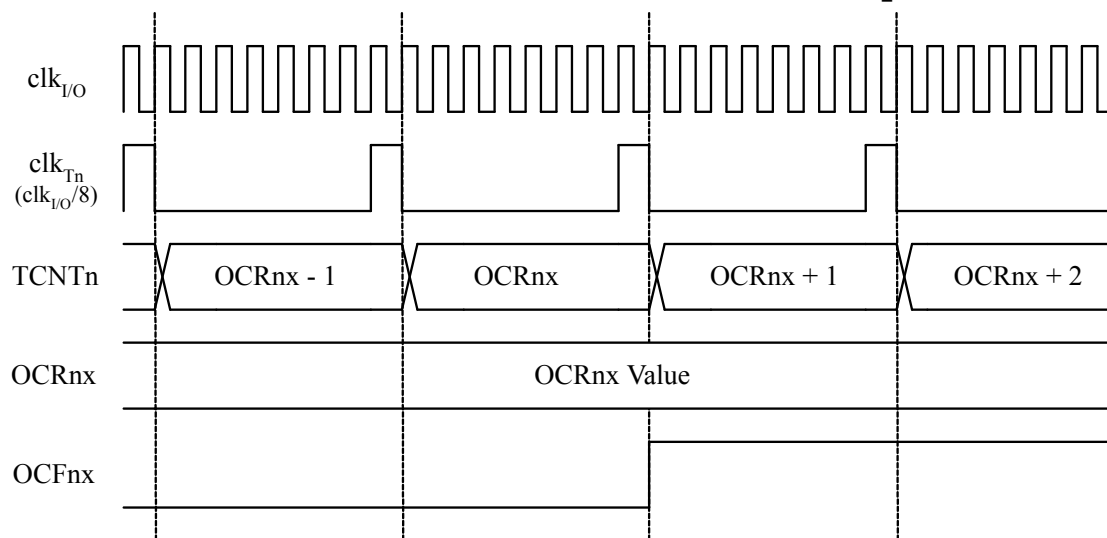 clkI/O
clkTn
(clkI/O/8)
TCNTn
OCRnx - 1
OCRnx
OCRnx + 1
OCRnx + 2
OCRnx
OCRnx Value
OCFnx